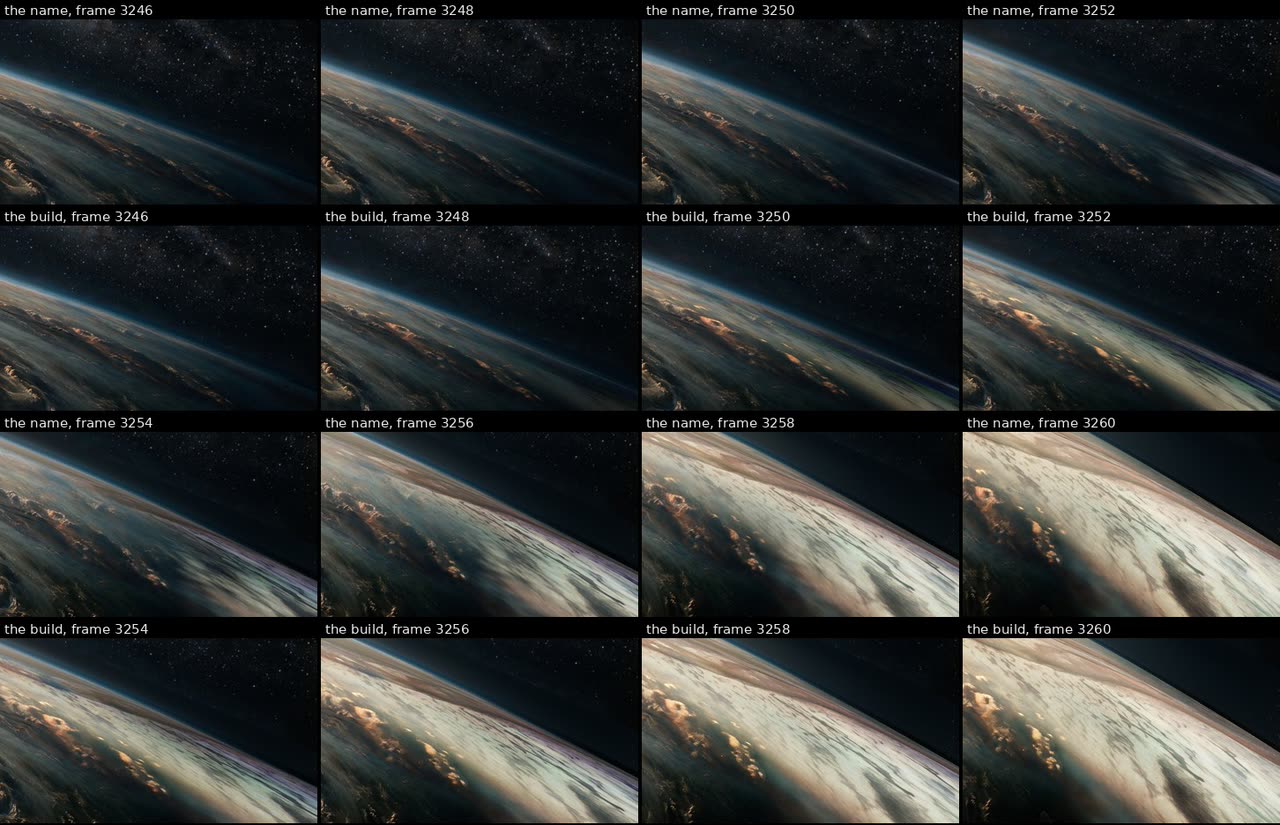 the name, frame 3246
the name, frame 3248
the name, frame 3250
the name, frame 3252
the build, frame 3246
the build, frame 3248
the build, frame 3250
the build, frame 3252
the name, frame 3254
the name, frame 3256
the name, frame 3258
the name, frame 3260
the build, frame 3254
the build, frame 3256
the build, frame 3258
the build, frame 3260